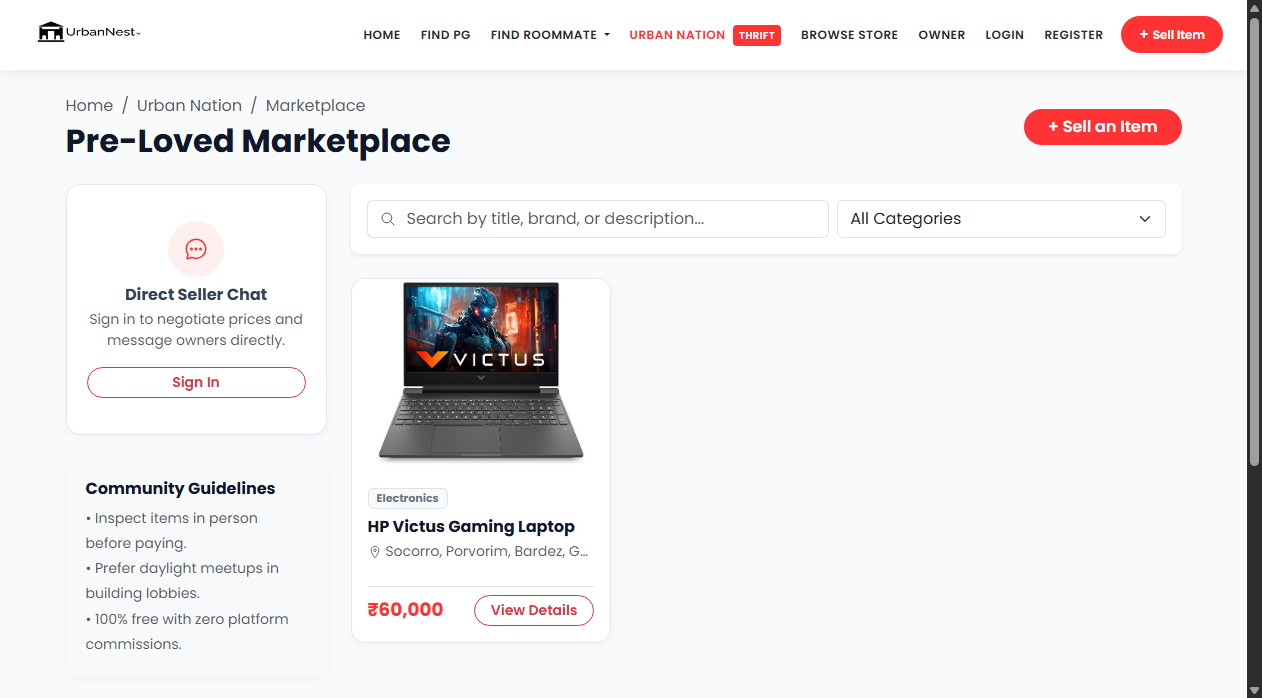 UrbanNest™
HOME FIND PG FIND ROOMMATE URBAN NATION THRIFT BROWSE STORE OWNER LOGIN REGISTER + Sell Item
Home / Urban Nation / Marketplace
Pre-Loved Marketplace
+ Sell an Item
Direct Seller Chat
Sign in to negotiate prices and
message owners directly.
Sign In
Community Guidelines
• Inspect items in person
before paying.
• Prefer daylight meetups in
building lobbies.
• 100% free with zero platform
commissions.
Search by title, brand, or description...
All Categories
VICTUS
Electronics
HP Victus Gaming Laptop
Socorro, Porvorim, Bardez, G...
₹60,000
View Details